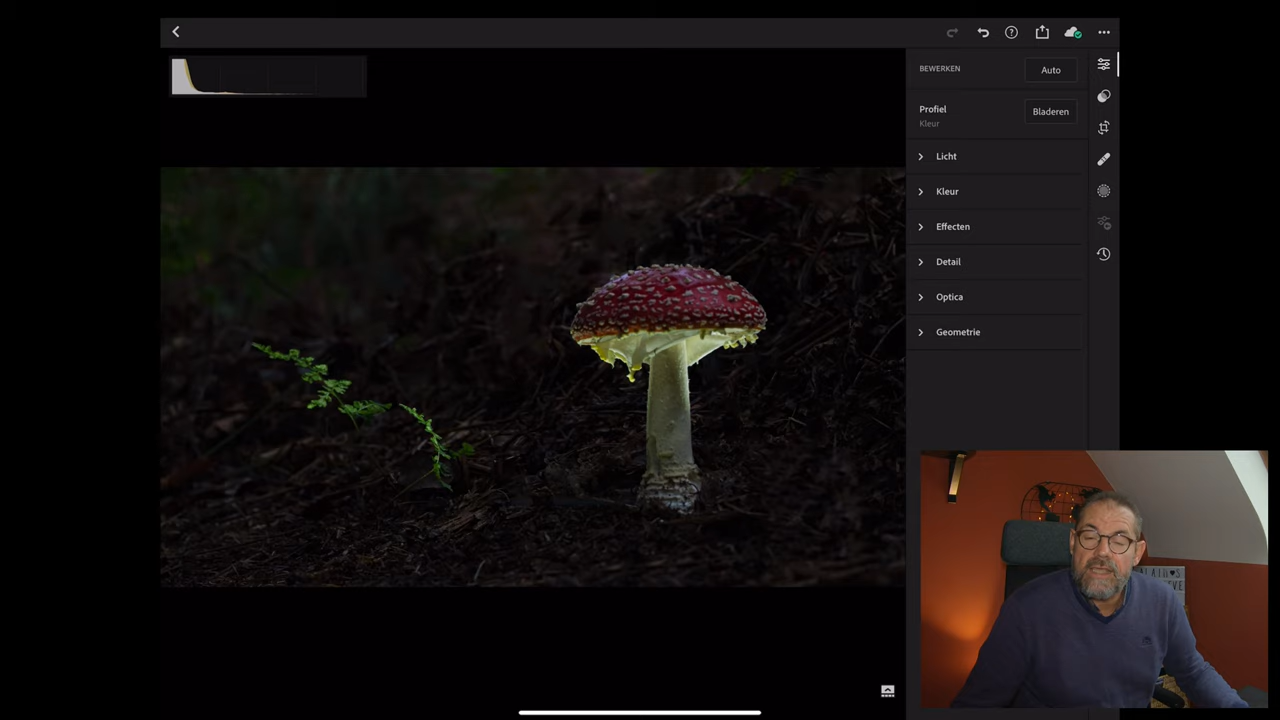 BEWERKEN
Auto
Profiel
Kleur
Bladeren
Licht
Kleur
Effecten
Detail
Optica
Geometrie